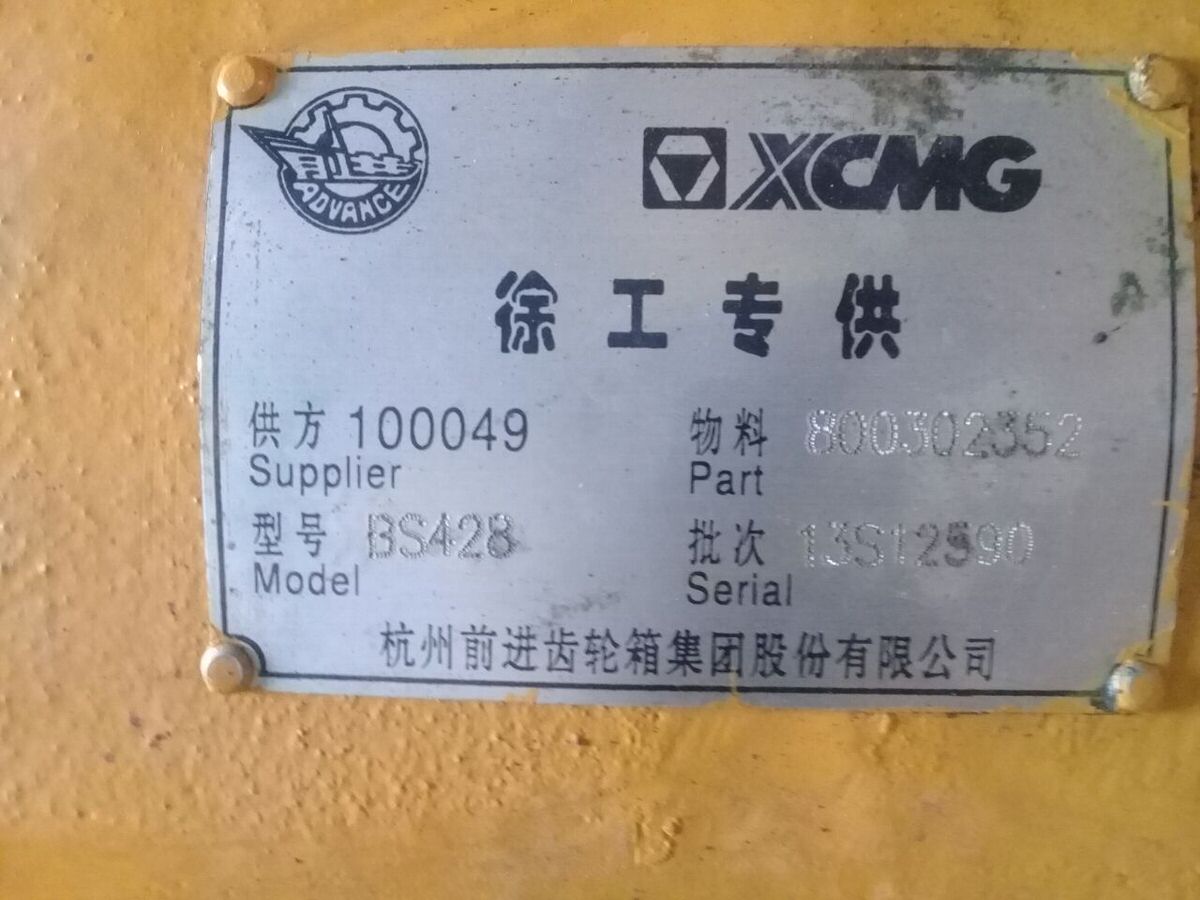 ADVANCE
XCMG
徐工专供
供方 100049 物料 800302352
Supplier Part
型号 BS428 批次 13S12590
Model Serial
杭州前进齿轮箱集团股份有限公司